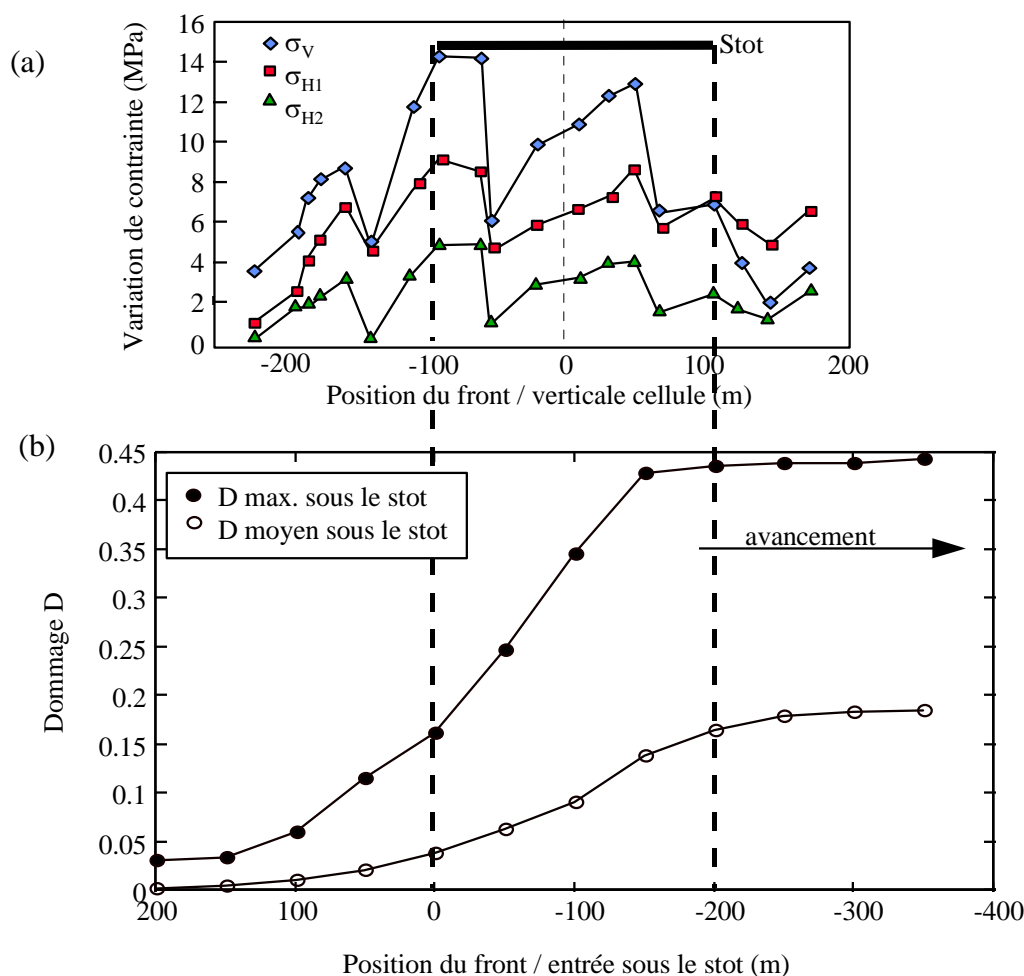 (a)
Variation de contrainte (MPa)
16
14
12
10
8
6
4
2
0
σV
σH1
σH2
Stot
-200
-100
0
100
200
Position du front / verticale cellule (m)
(b)
Dommage D
0.45
0.4
0.35
0.3
0.25
0.2
0.15
0.1
0.05
0
D max. sous le stot
D moyen sous le stot
avancement
200
100
0
-100
-200
-300
-400
Position du front / entrée sous le stot (m)